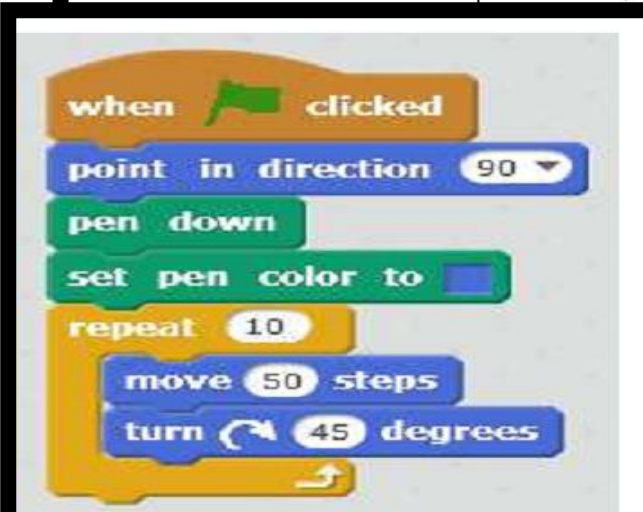 when clicked
point in direction 90
pen down
set pen color to
repeat 10
move 50 steps
turn 45 degrees